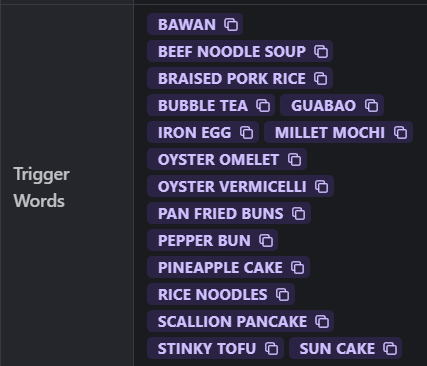 Trigger
Words
BAWAN
BEEF NOODLE SOUP
BRAISED PORK RICE
BUBBLE TEA GUABAO
IRON EGG MILLET MOCHI
OYSTER OMELET
OYSTER VERMICELLI
PAN FRIED BUNS
PEPPER BUN
PINEAPPLE CAKE
RICE NOODLES
SCALLION PANCAKE
STINKY TOFU SUN CAKE